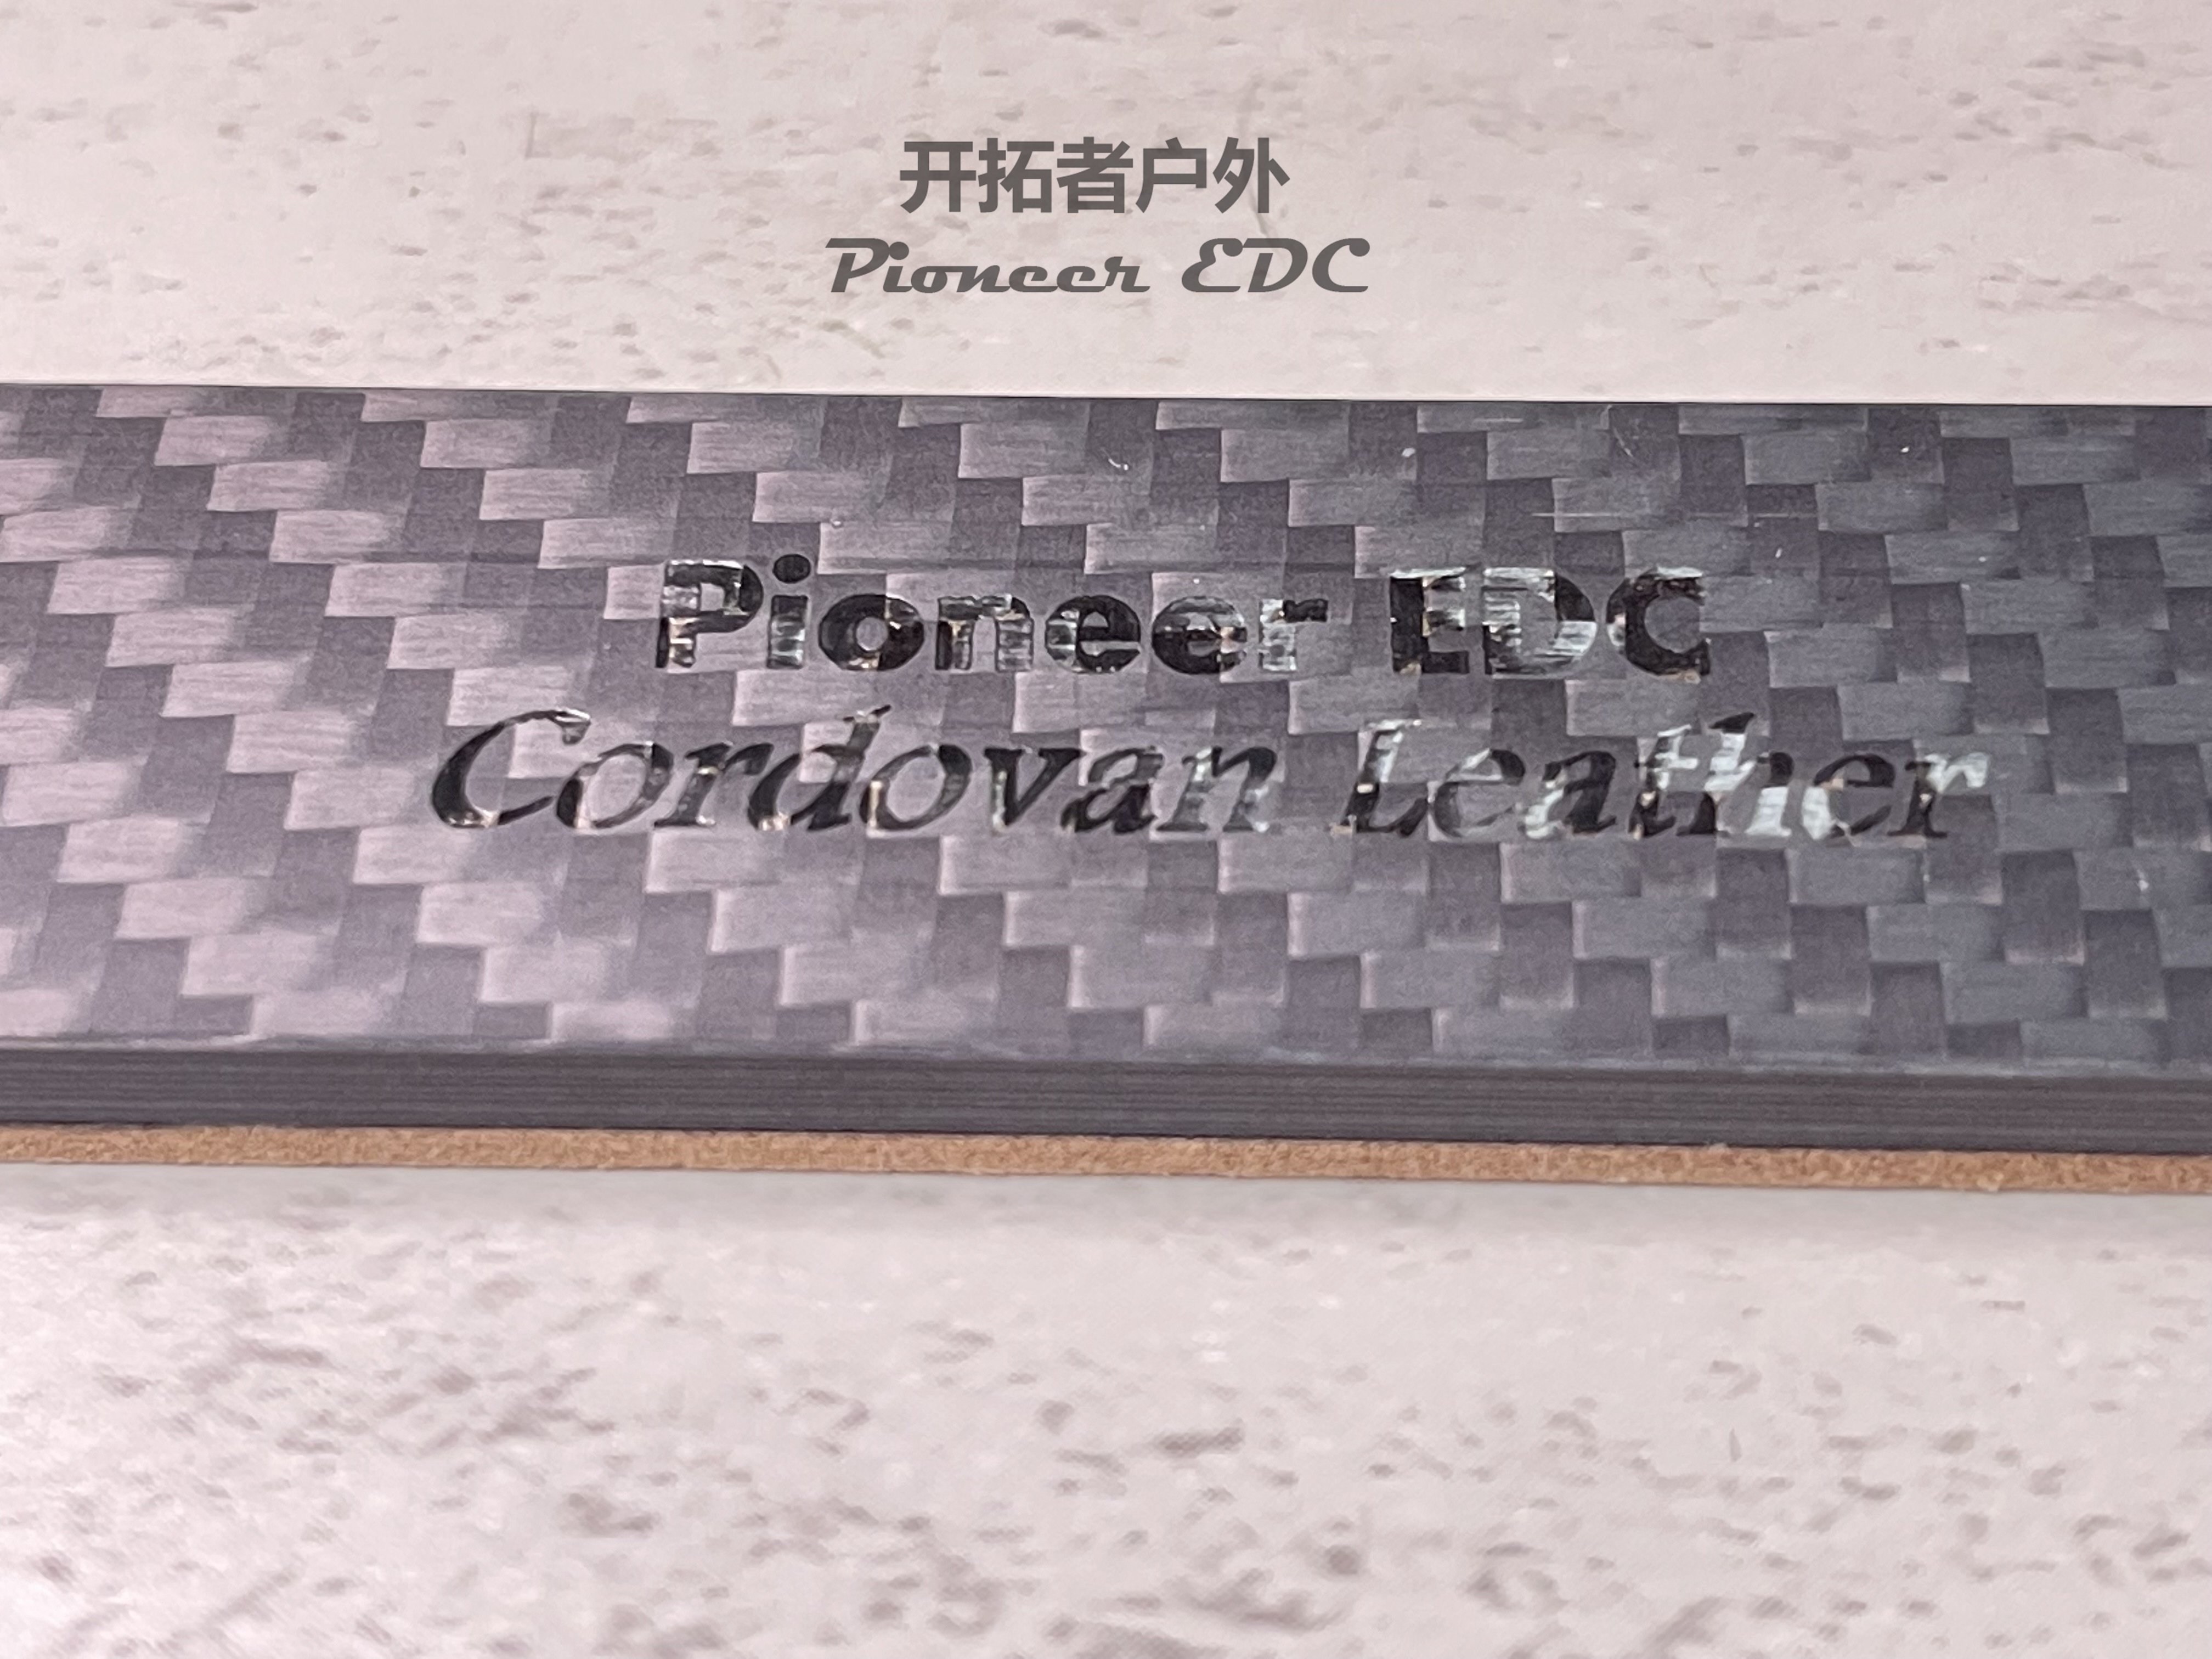 开拓者户外
Pioneer EDC
Pioneer EDC
Cordovan Leather